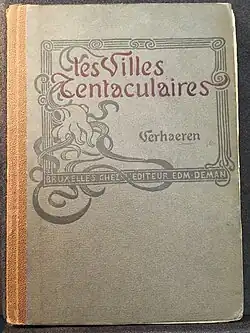 les Villes
Tentaculaires
Verhaeren
BRUXELLES CHEZ L'EDITEUR EDM·DEMAN